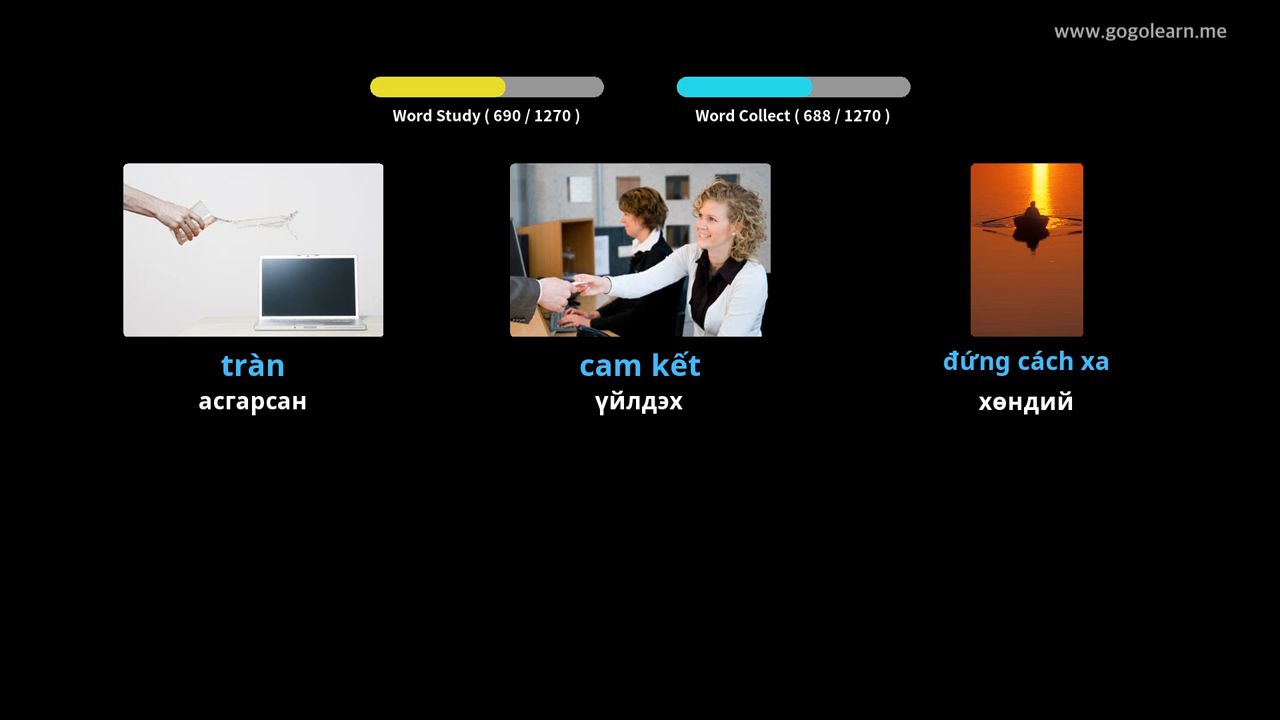 www.gogolearn.me
Word Study ( 690 / 1270 )
Word Collect ( 688 / 1270 )
tràn
асгарсан
cam kết
үйлдэх
đứng cách xa
хөндий